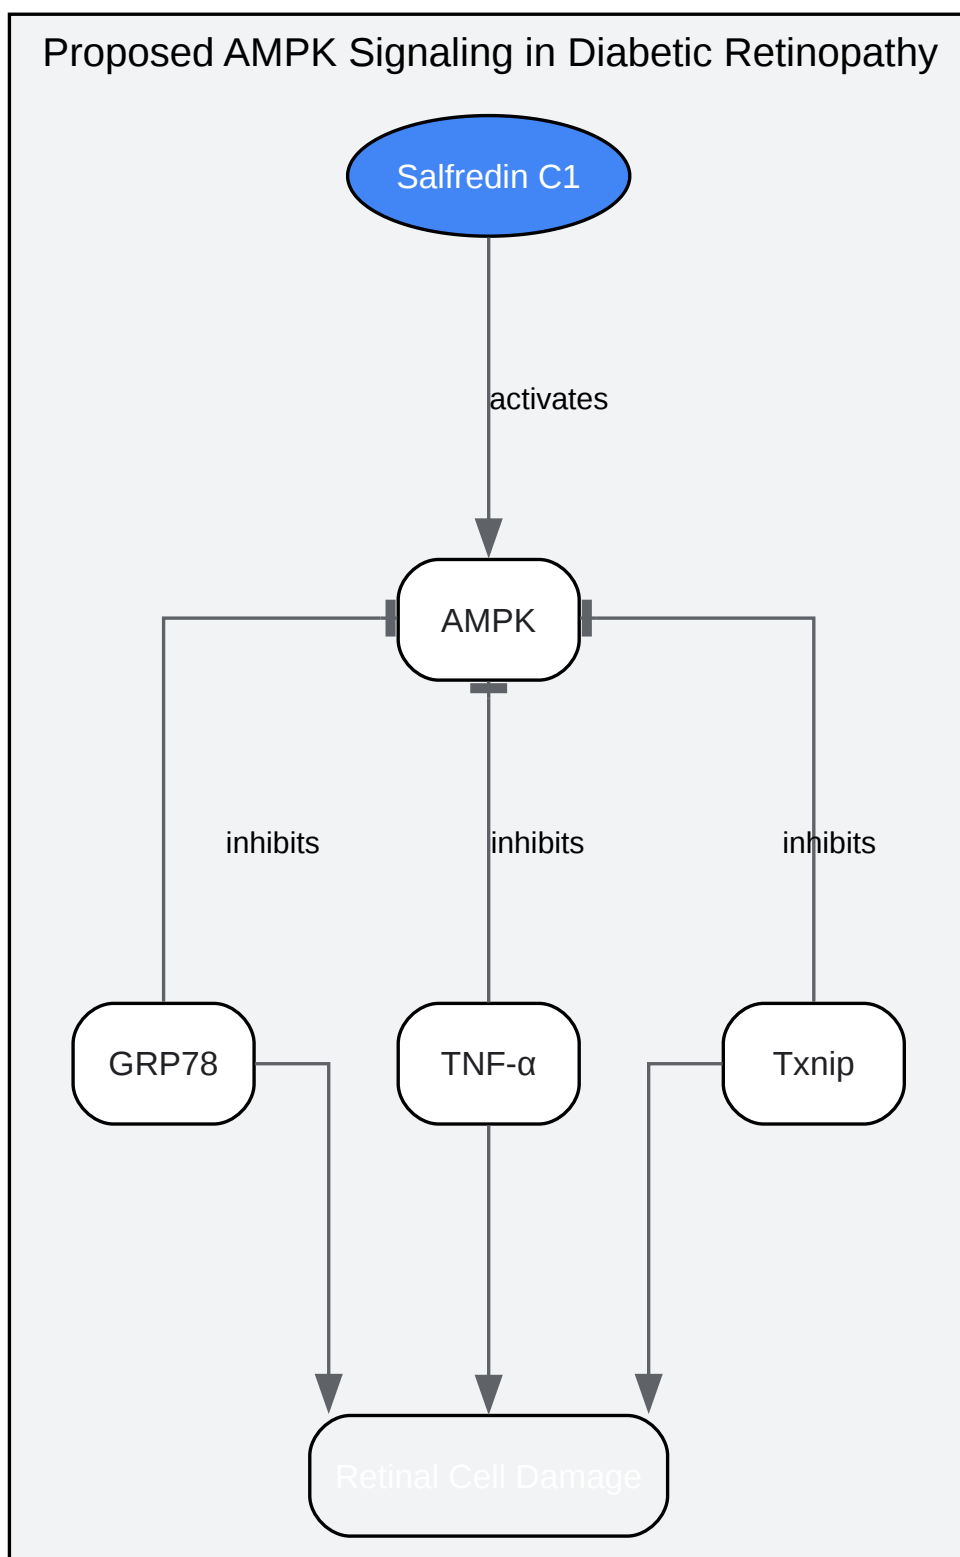 Proposed AMPK Signaling in Diabetic Retinopathy
Salfredin C1
activates
AMPK
inhibits
inhibits
inhibits
GRP78
TNF-α
Txnip
Retinal Cell Damage